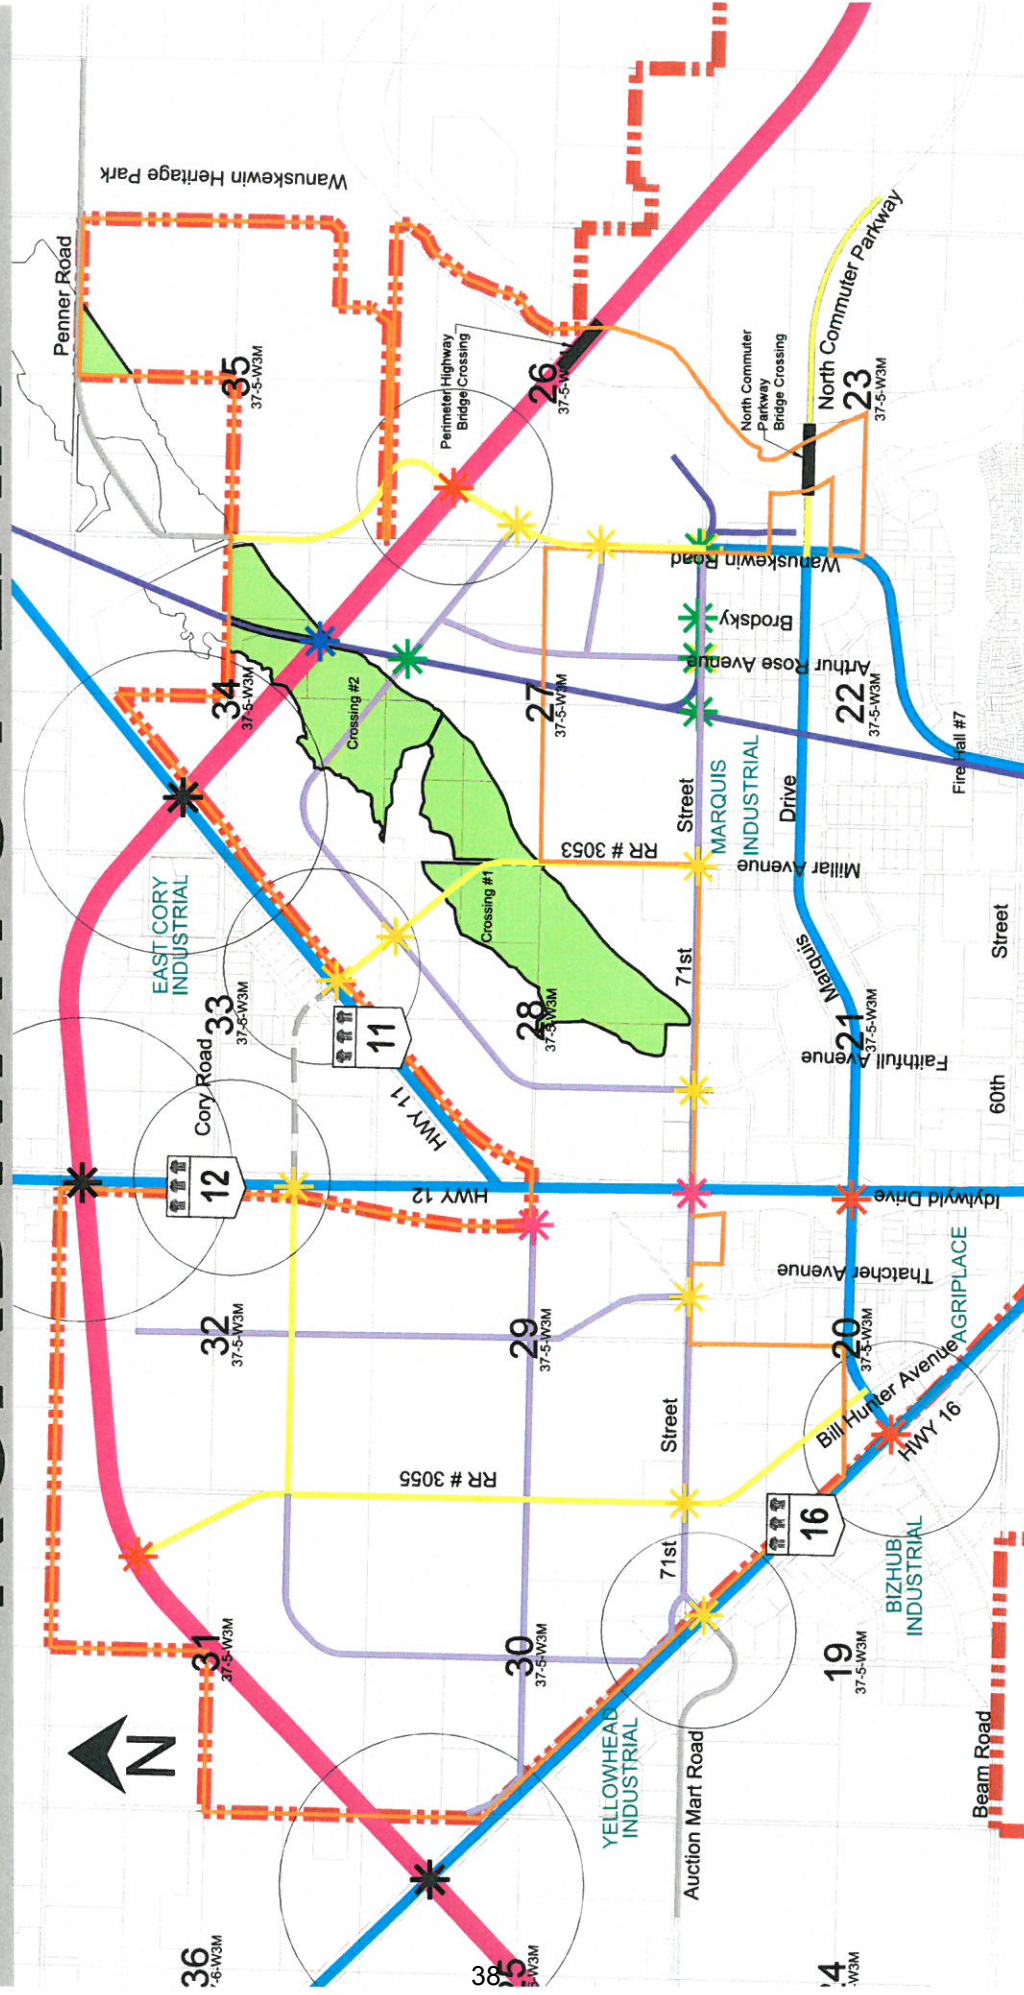 Penner Road
Wanuskewin Heritage Park
35
37-5-W3M
34
37-5-W3M
EAST CORY
INDUSTRIAL
33
37-5-W3M
Cory Road
12
32
37-5-W3M
31
37-5-W3M
36
-6-W3M
N
Perimeter Highway
Bridge Crossing
26
37-5-W
Crossing #2
27
37-5-W3M
Crossing #1
28
37-5-W3M
11
HWY 11
HWY 12
29
37-5-W3M
RR # 3055
30
37-5-W3M
38
RR # 3053
71st
Street
Street
71st
Wanuskewin Road
Brodsky
Arthur Rose Avenue
MARQUIS
INDUSTRIAL
Millar Avenue
North Commuter
Parkway
Bridge Crossing
North Commuter Parkway
23
37-5-W3M
22
37-5-W3M
Marquis
Drive
Fire Hall #7
21
37-5-W3M
Faithfull Avenue
60th
Street
Idylwyld Drive
Thatcher Avenue
AGRIPLACE
20
37-5-W3M
Bill Hunter Avenue
HWY 16
16
BIZHUB
INDUSTRIAL
YELLOWHEAD
INDUSTRIAL
19
37-5-W3M
Auction Mart Road
Beam Road
4
-W3M